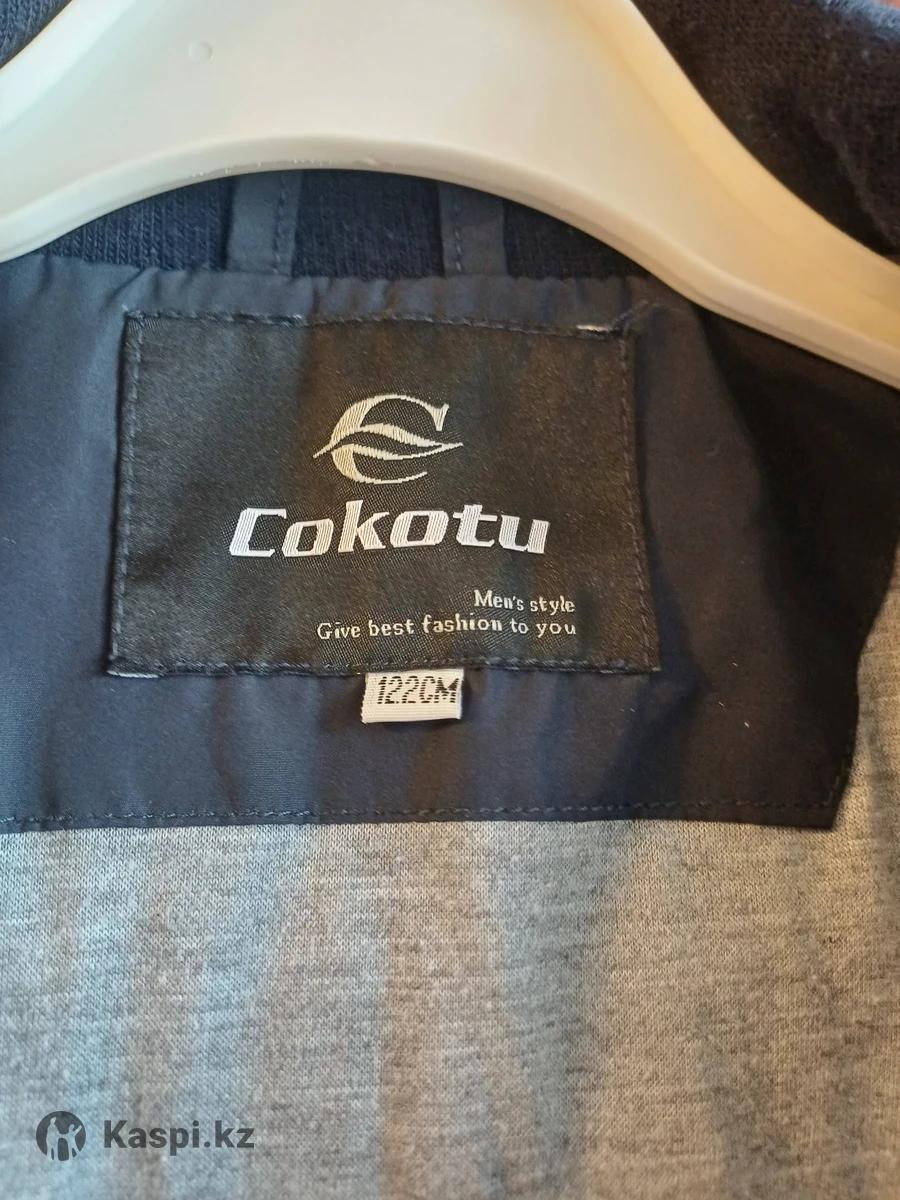 Cokotu
Men's style
Give best fashion to you
122CM
Kaspi.kz